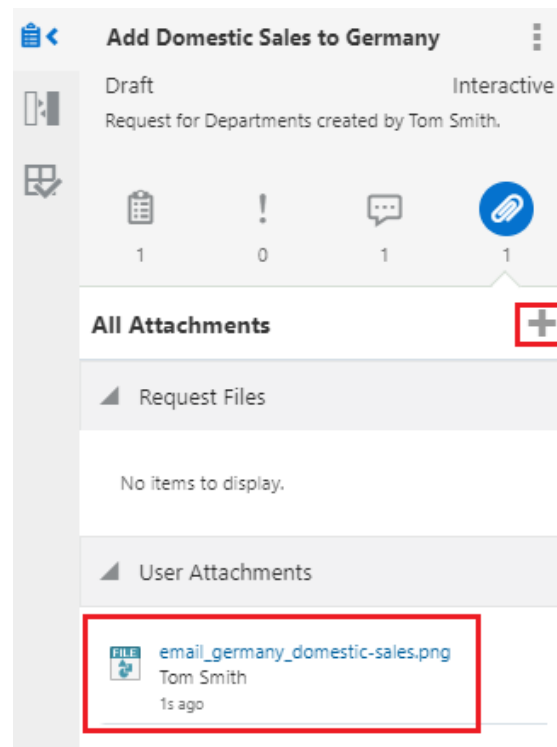 Add Domestic Sales to Germany
Draft Interactive
Request for Departments created by Tom Smith.
1 0 1 1
All Attachments
Request Files
No items to display.
User Attachments
FILE
email_germany_domestic-sales.png
Tom Smith
1s ago